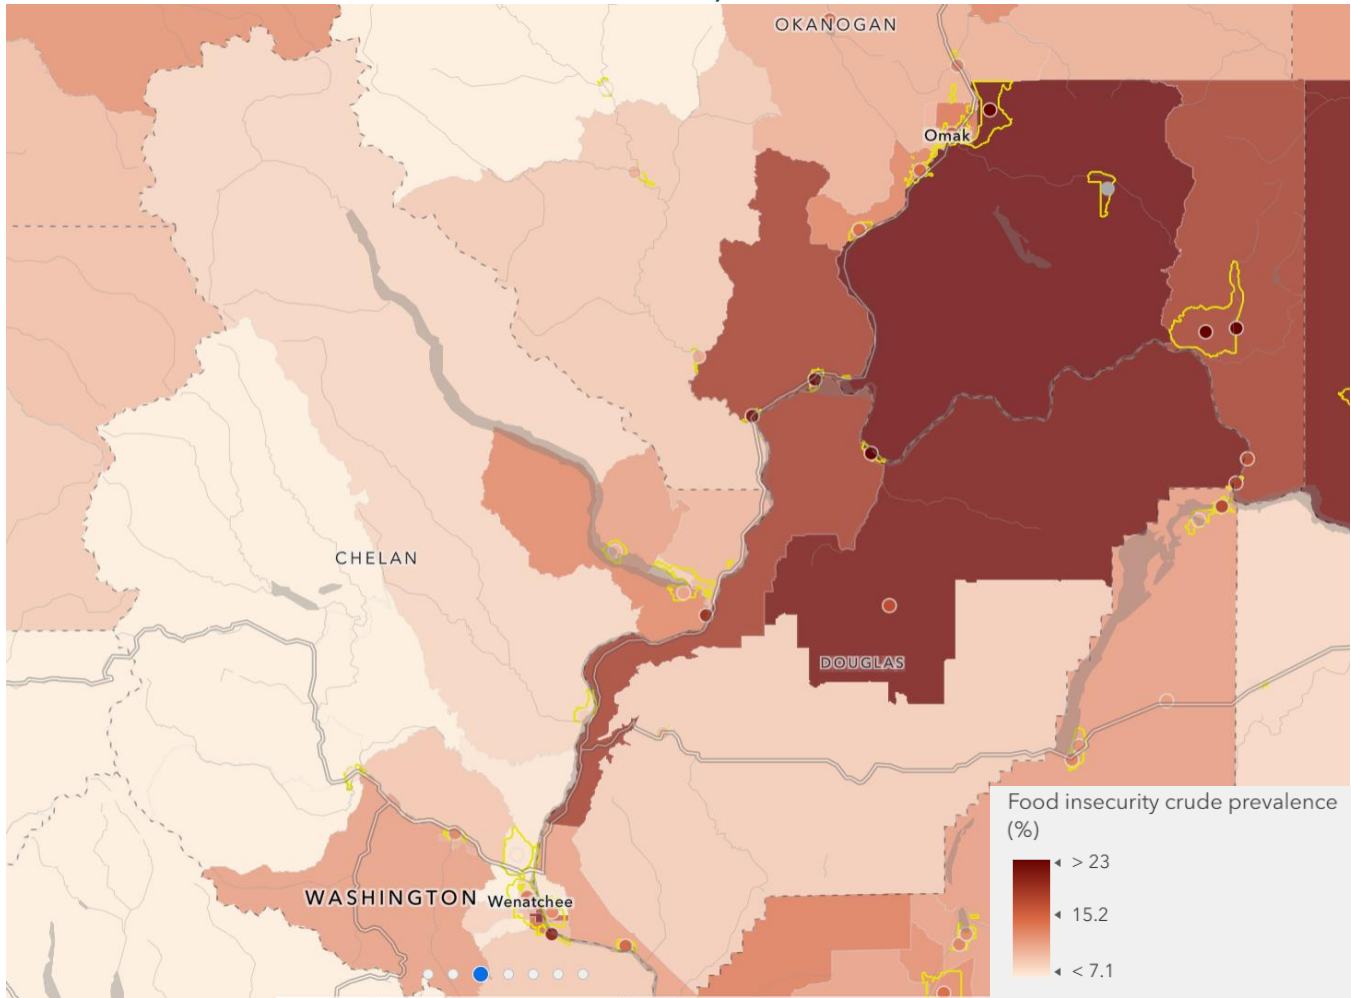 OKANOGAN
Omak
CHELAN
DOUGLAS
WASHINGTON
Wenatchee
Food insecurity crude prevalence
(%)
> 23
15.2
< 7.1